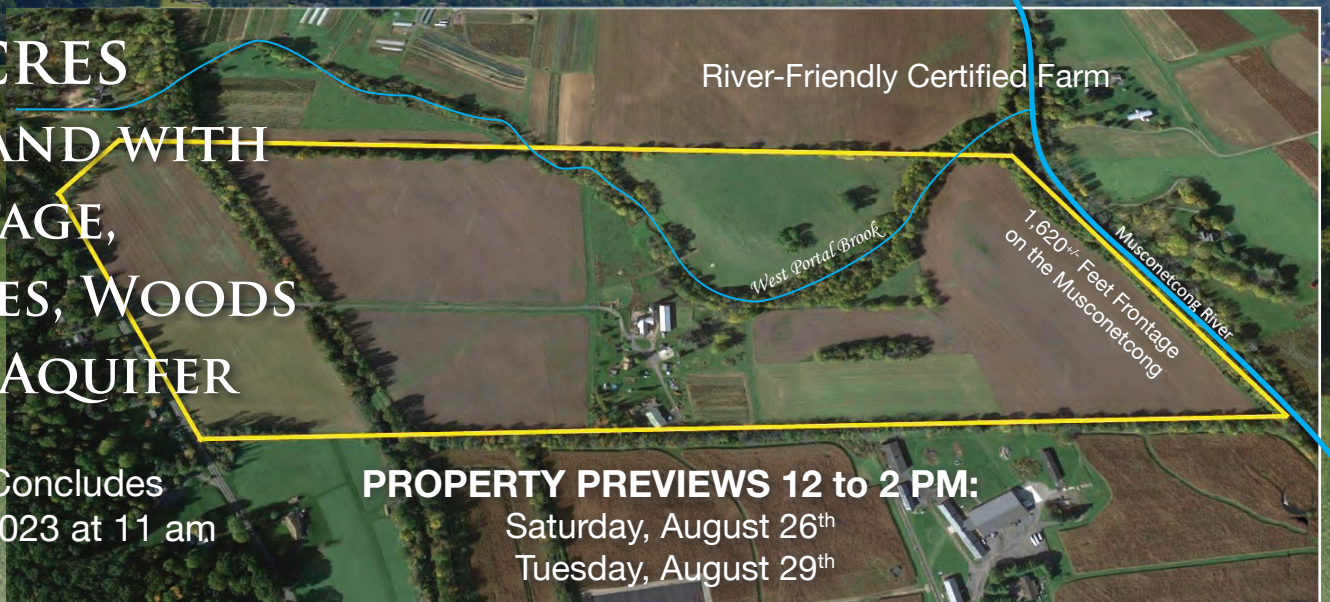 CRES
AND WITH
TAGE,
ES, WOODS
AQUIFER
Concludes
023 at 11 am
River-Friendly Certified Farm
West Portal Brook
1,620+/- Feet Frontage
on the Musconetcong
Musconetcong River
PROPERTY PREVIEWS 12 to 2 PM:
Saturday, August 26th
Tuesday, August 29th